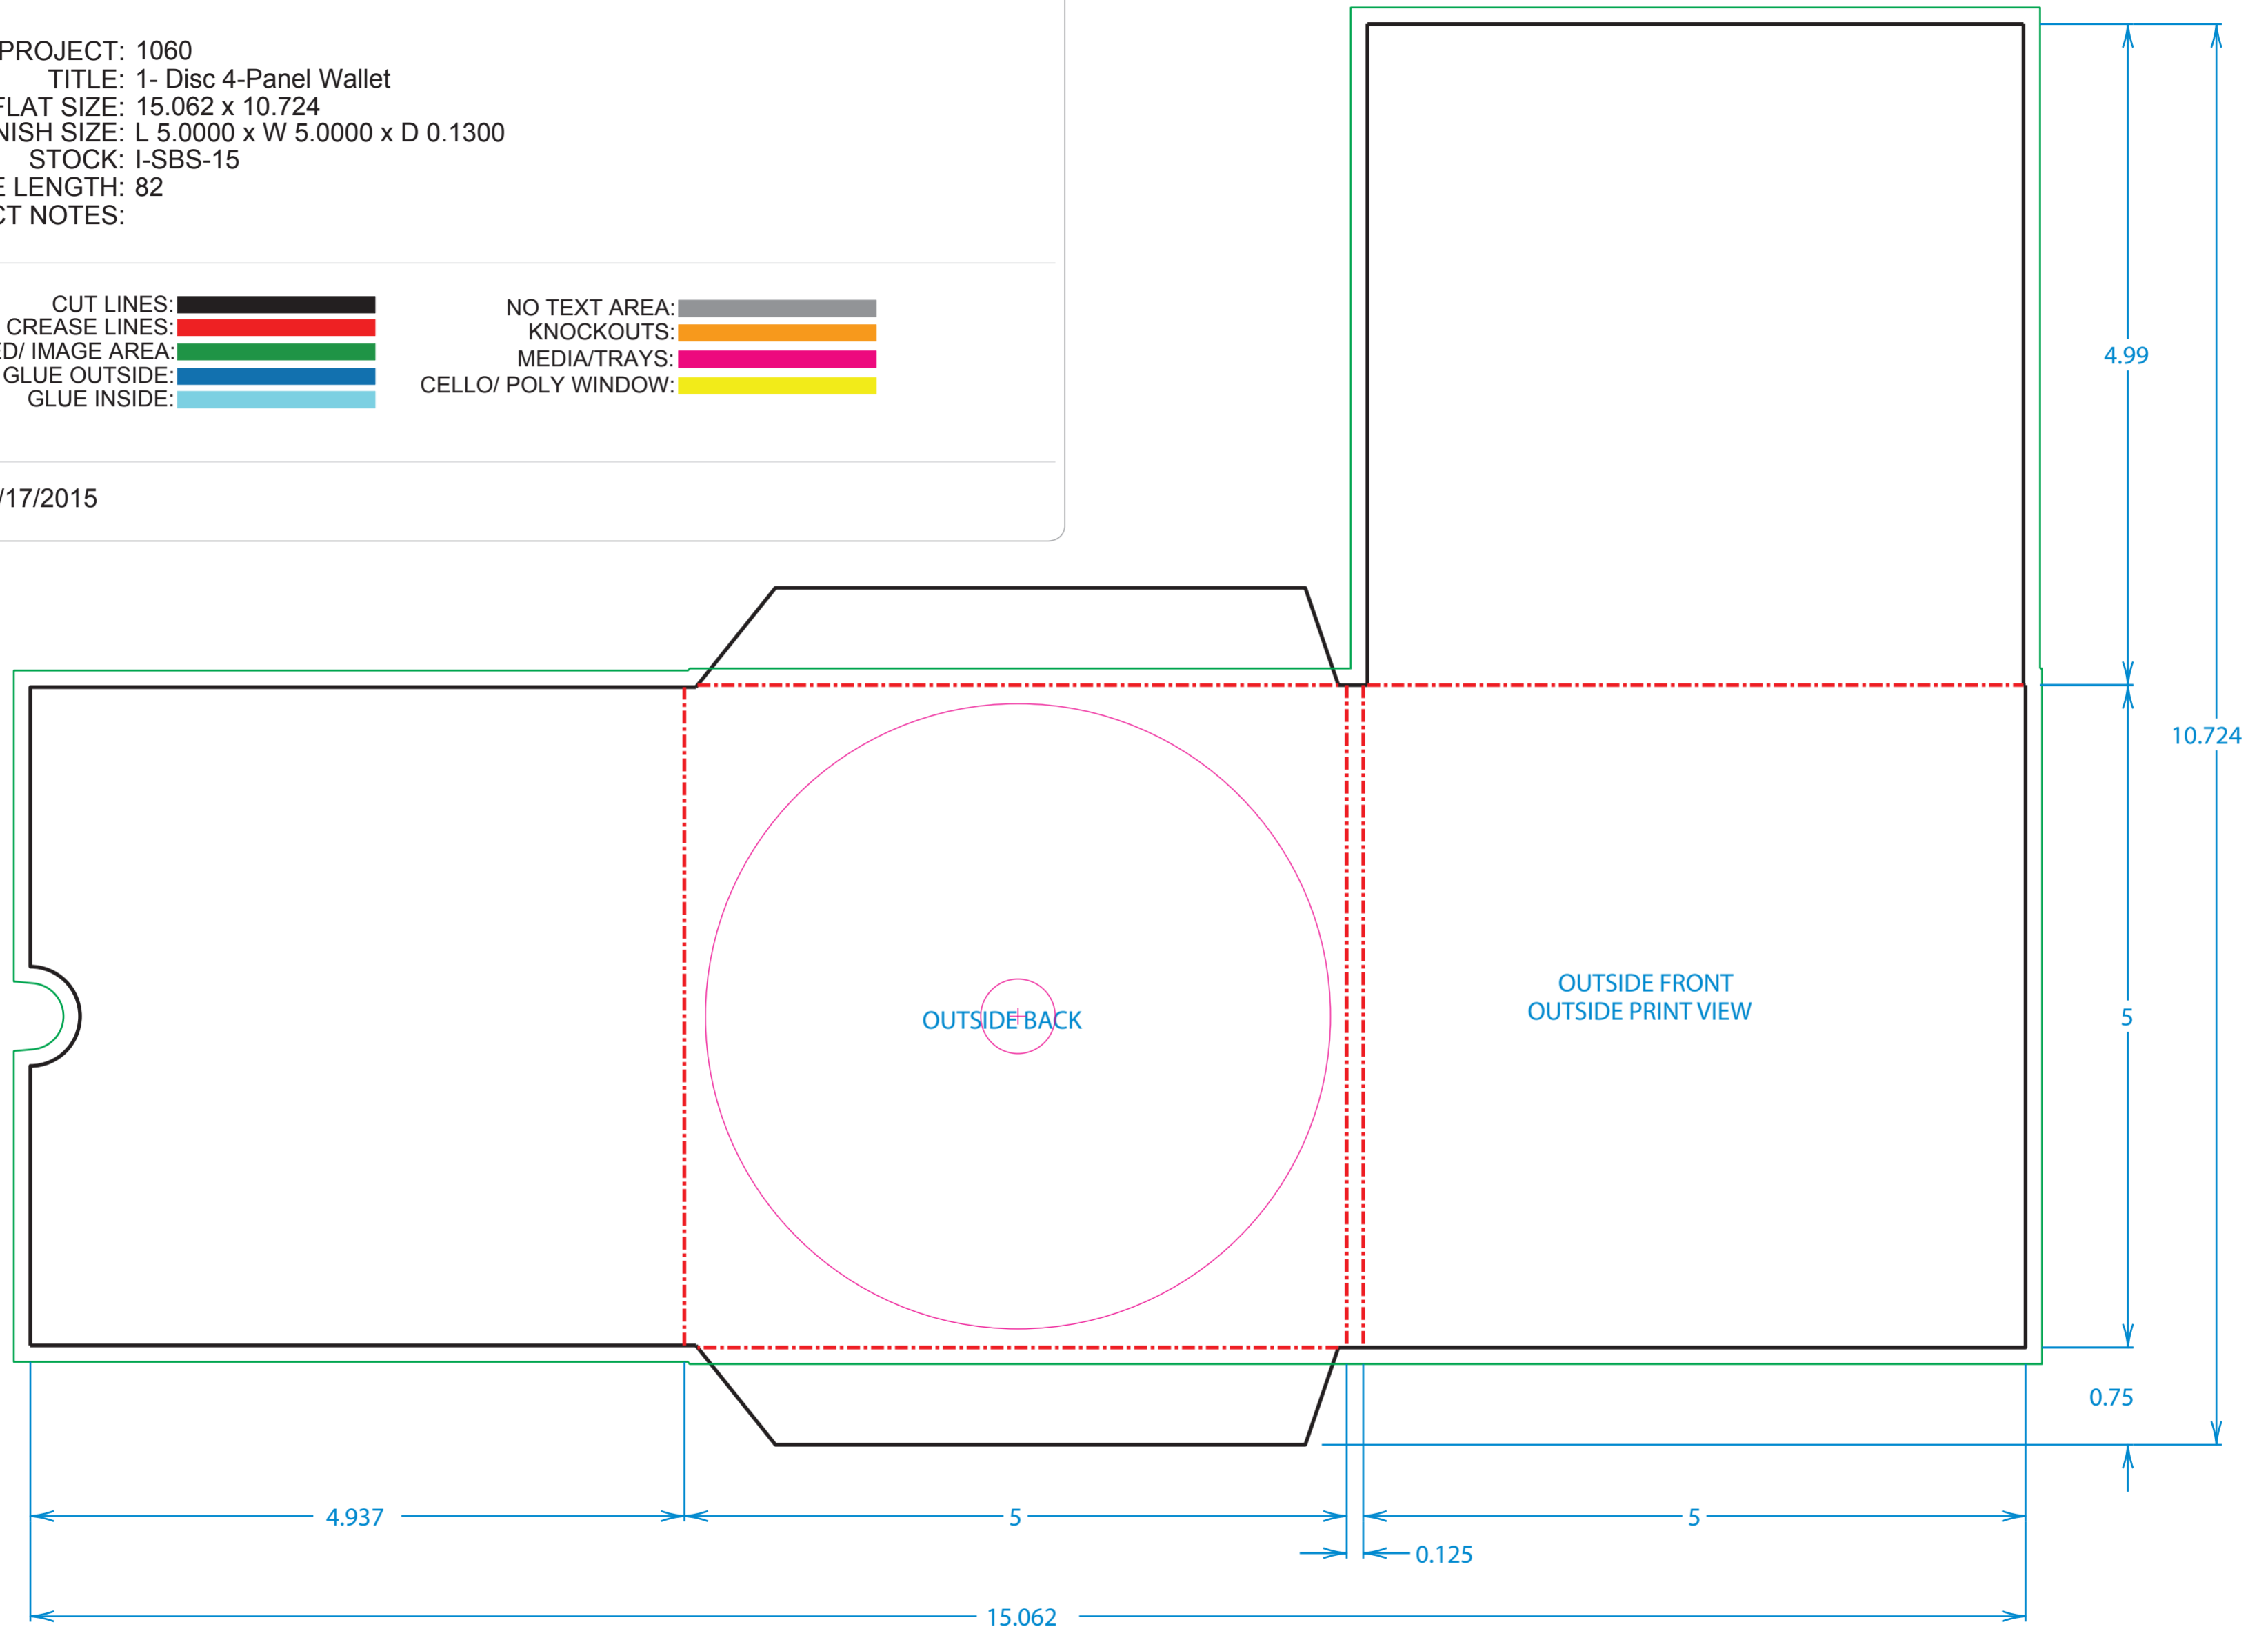 PROJECT: 1060
TITLE: 1- Disc 4-Panel Wallet
FLAT SIZE: 15.062 x 10.724
NISH SIZE: L 5.0000 x W 5.0000 x D 0.1300
STOCK: I-SBS-15
E LENGTH: 82
CT NOTES:
CUT LINES:
CREASE LINES:
ED/ IMAGE AREA:
GLUE OUTSIDE:
GLUE INSIDE:
NO TEXT AREA:
KNOCKOUTS:
MEDIA/TRAYS:
CELLO/ POLY WINDOW:
/17/2015
4.99
10.724
OUTSIDE BACK
OUTSIDE FRONT
OUTSIDE PRINT VIEW
5
0.75
4.937
5
5
0.125
15.062